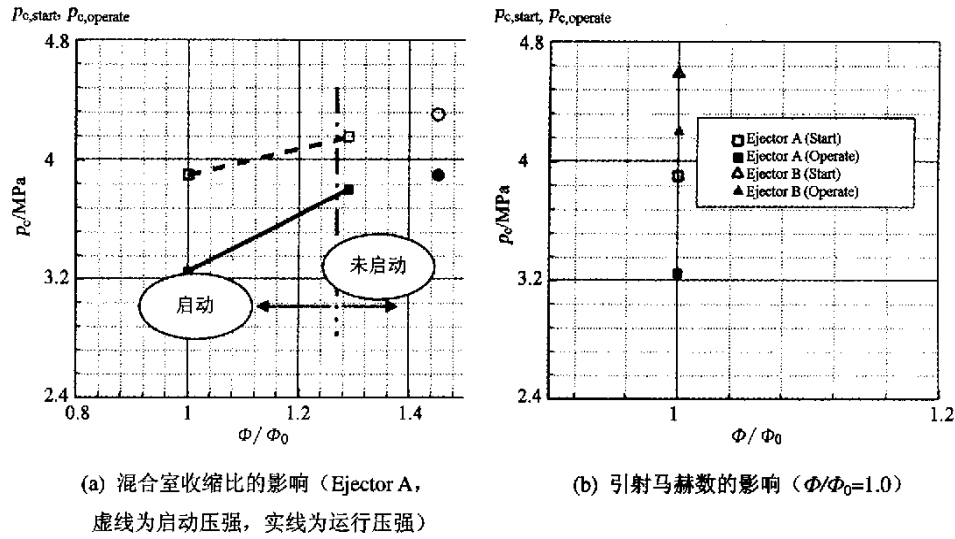 pc,start, pc,operate
4.8
4
3.2
2.4
pc/MPa
0.8
1
1.2
1.4
Φ/Φ0
启动
未启动
(a) 混合室收缩比的影响（Ejector A，
虚线为启动压强，实线为运行压强）
pc,start, pc,operate
4.8
4
3.2
2.4
pc/MPa
1
1.2
Φ/Φ0
Ejector A (Start)
Ejector A (Operate)
Ejector B (Start)
Ejector B (Operate)
(b) 引射马赫数的影响（Φ/Φ0=1.0）